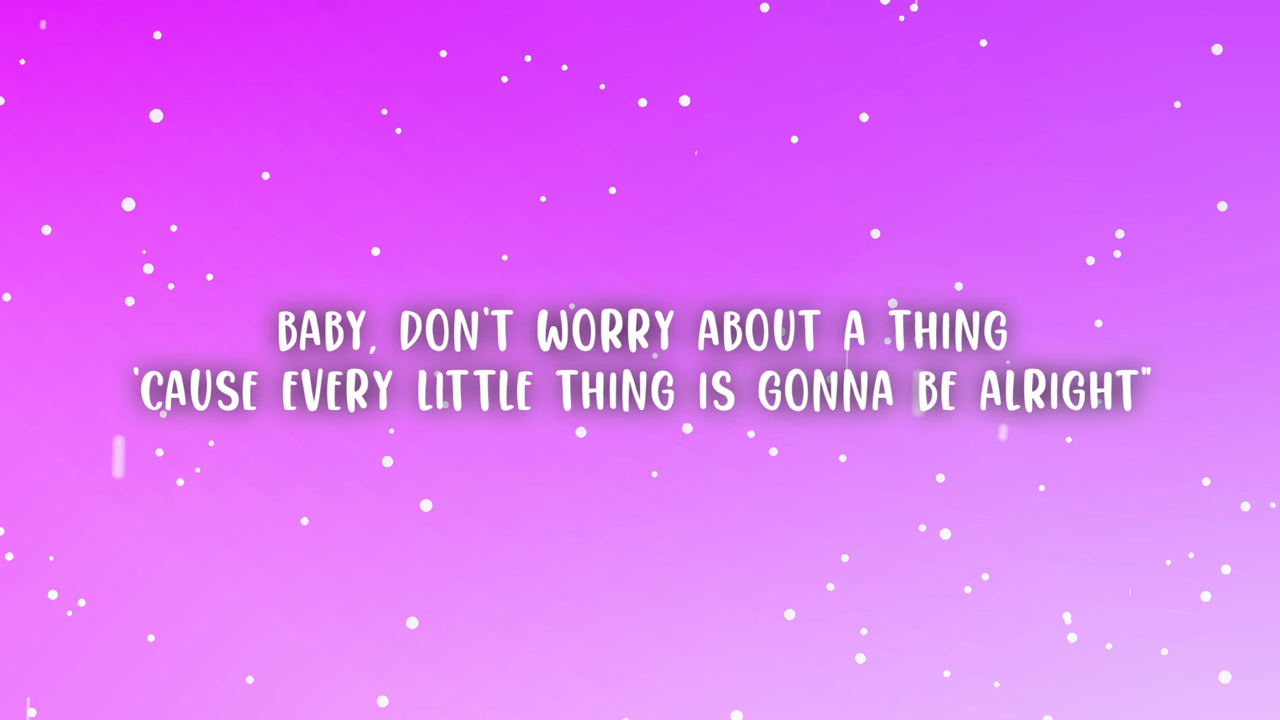 BABY, DON'T WORRY ABOUT A THING
'CAUSE EVERY LITTLE THING IS GONNA BE ALRIGHT"